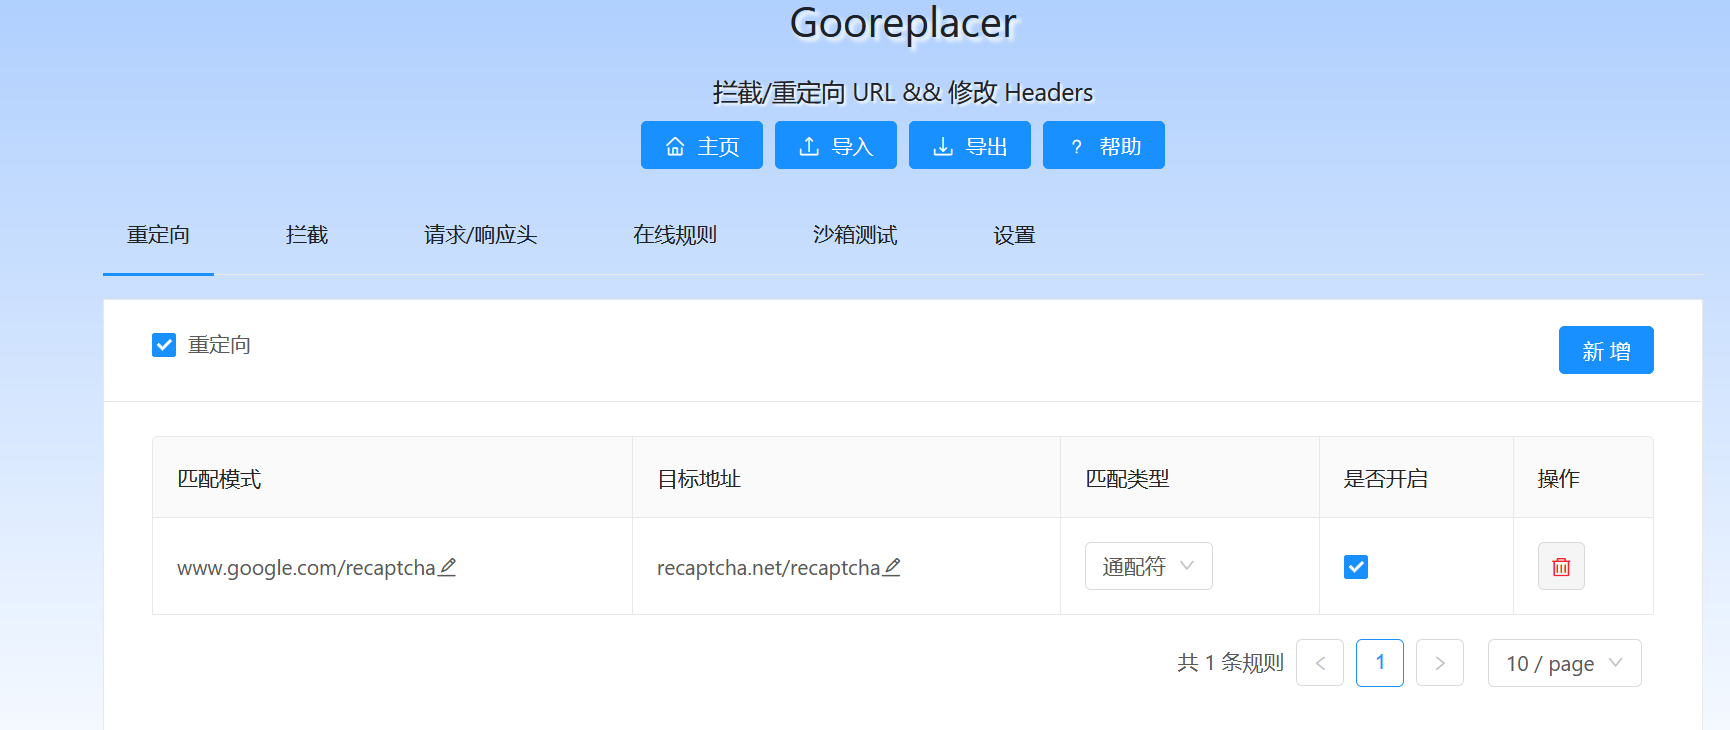 Gooreplacer
拦截/重定向 URL && 修改 Headers
主页 导入 导出 ? 帮助
重定向 拦截 请求/响应头 在线规则 沙箱测试 设置
重定向 新 增
匹配模式 目标地址 匹配类型 是否开启 操作
www.google.com/recaptcha recaptcha.net/recaptcha 通配符
共 1 条规则 < 1 > 10 / page